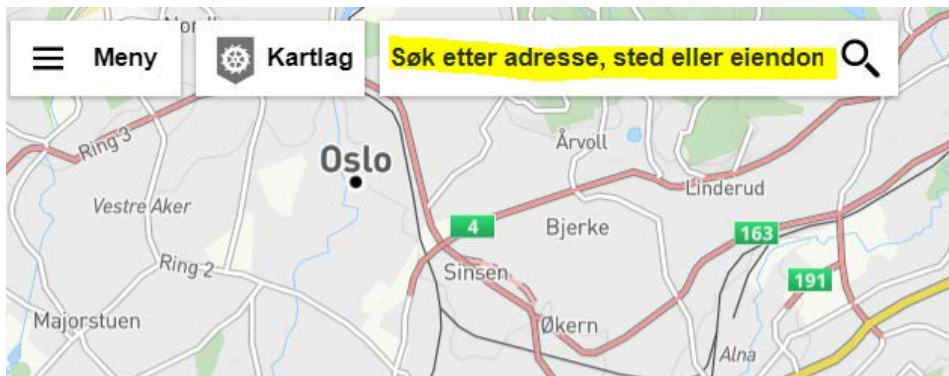 Meny
Kartlag
Søk etter adresse, sted eller eiendon
Ring 3
Årvoll
Oslo
Linderud
Vestre Aker
4
Bjerke
163
Ring 2
Sinsen
191
Majorstuen
Økern
Alna